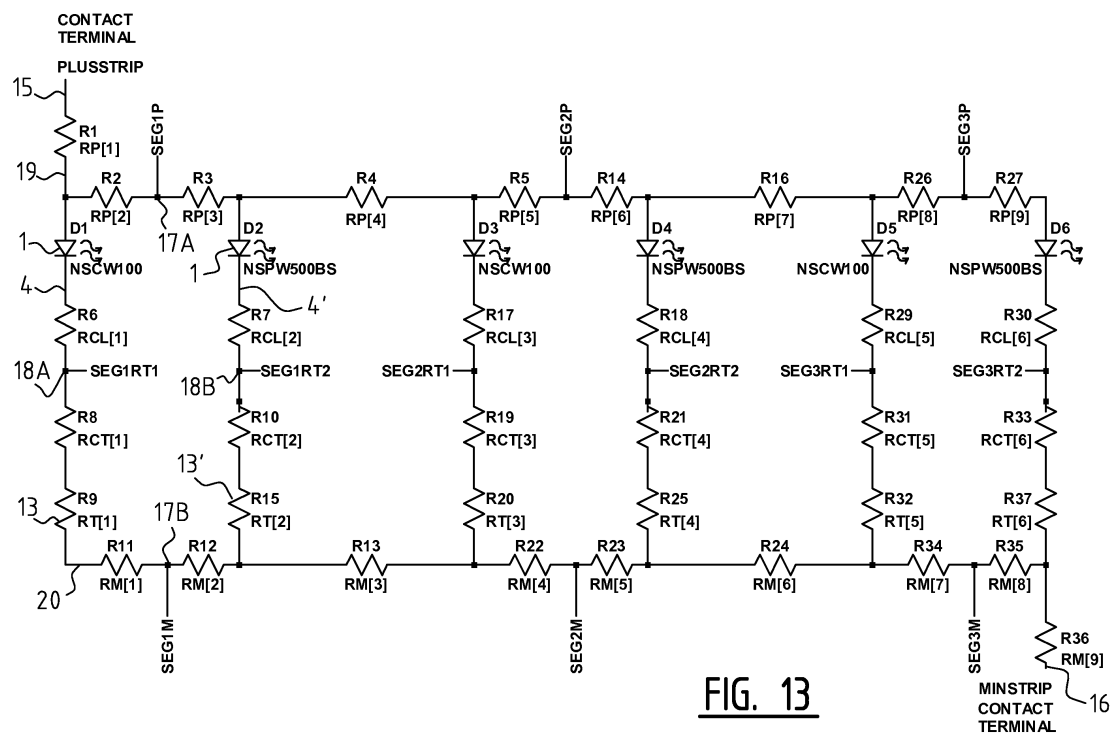 CONTACT
TERMINAL
PLUSSTRIP
15
R1
RP[1]
19
SEG1P
SEG2P
SEG3P
R2
R3
R4
R5
R14
R16
R26
R27
RP[2]
RP[3]
RP[4]
RP[5]
RP[6]
RP[7]
RP[8]
RP[9]
17A
D1
D2
D3
D4
D5
D6
1
1
NSCW100
NSPW500BS
NSCW100
NSPW500BS
NSCW100
NSPW500BS
4
4'
R6
R7
R17
R18
R29
R30
RCL[1]
RCL[2]
RCL[3]
RCL[4]
RCL[5]
RCL[6]
18A
SEG1RT1
18B
SEG1RT2
SEG2RT1
SEG2RT2
SEG3RT1
SEG3RT2
R8
R10
R19
R21
R31
R33
RCT[1]
RCT[2]
RCT[3]
RCT[4]
RCT[5]
RCT[6]
13'
13
R9
R15
R20
R25
R32
R37
RT[1]
RT[2]
RT[3]
RT[4]
RT[5]
RT[6]
17B
R11
R12
R13
R22
R23
R24
R34
R35
RM[1]
RM[2]
RM[3]
RM[4]
RM[5]
RM[6]
RM[7]
RM[8]
20
SEG1M
SEG2M
SEG3M
R36
RM[9]
16
MINSTRIP
CONTACT
TERMINAL
FIG. 13